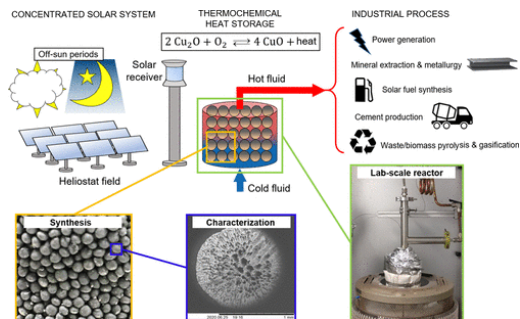 CONCENTRATED SOLAR SYSTEM
THERMOCHEMICAL
HEAT STORAGE
INDUSTRIAL PROCESS
2 Cu₂O + O₂ ⇄ 4 CuO + heat
Off-sun periods
Solar
receiver
Hot fluid
Power generation
Mineral extraction & metallurgy
Solar fuel synthesis
Cement production
Waste/biomass pyrolysis & gasification
Heliostat field
Cold fluid
Synthesis
Characterization
Lab-scale reactor
1 mm